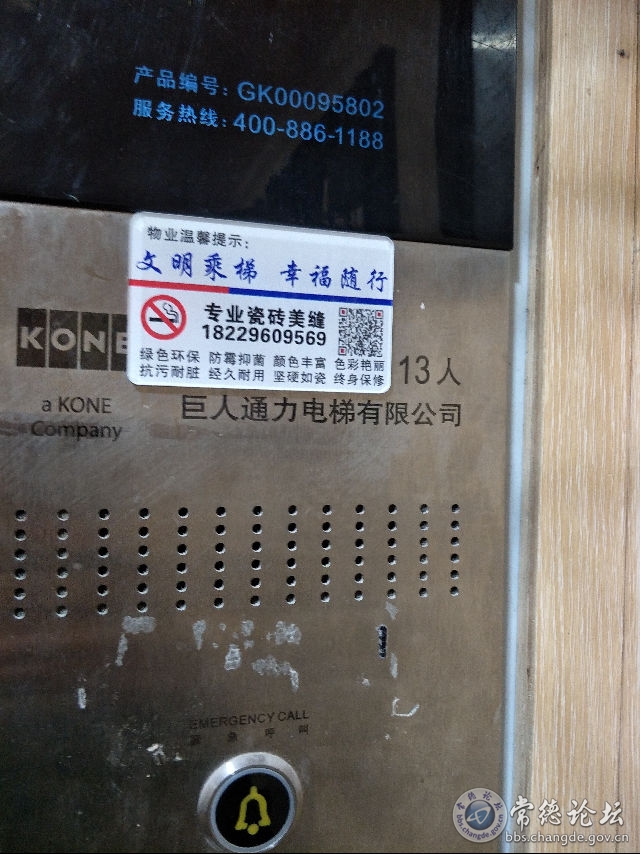 产品编号：GK00095802
服务热线：400-886-1188
物业温馨提示：
文明乘梯 幸福随行
专业瓷砖美缝
18229609569
绿色环保 防霉抑菌 颜色丰富 色彩艳丽
抗污耐脏 经久耐用 坚硬如瓷 终身保修
KONE
13人
a KONE
Company
巨人通力电梯有限公司
EMERGENCY CALL
紧急呼叫
常德论坛
bbs.changde.gov.cn